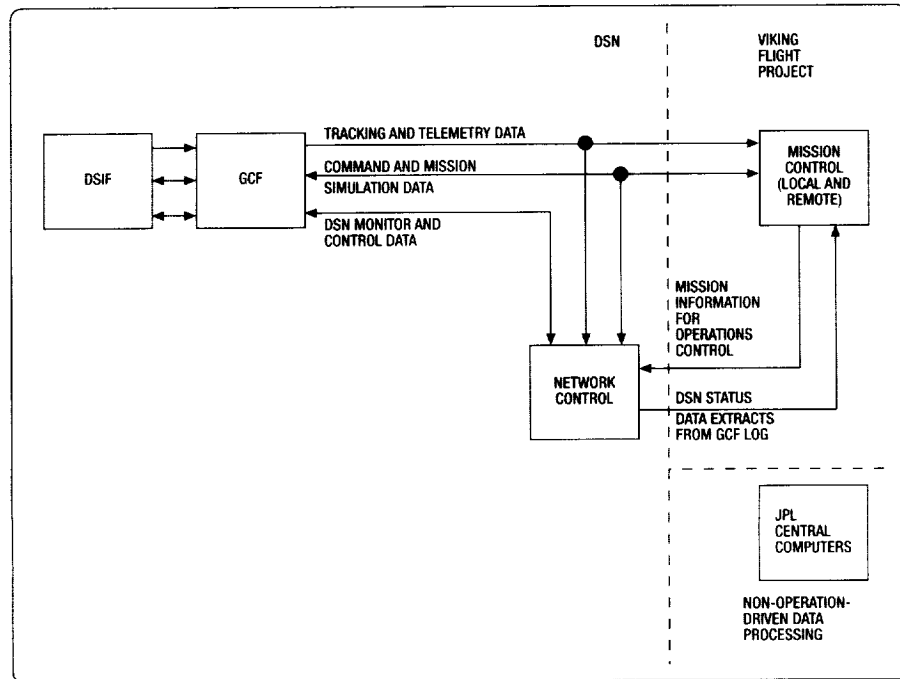 DSN
VIKING
FLIGHT
PROJECT
DSIF
GCF
TRACKING AND TELEMETRY DATA
COMMAND AND MISSION
SIMULATION DATA
DSN MONITOR AND
CONTROL DATA
MISSION
CONTROL
(LOCAL AND
REMOTE)
MISSION
INFORMATION
FOR
OPERATIONS
CONTROL
NETWORK
CONTROL
DSN STATUS
DATA EXTRACTS
FROM GCF LOG
JPL
CENTRAL
COMPUTERS
NON-OPERATION-
DRIVEN DATA
PROCESSING